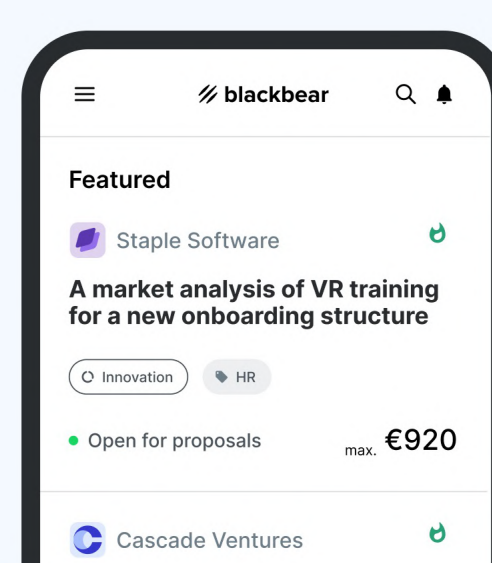 blackbear
Featured
Staple Software
A market analysis of VR training
for a new onboarding structure
Innovation
HR
Open for proposals
max. €920
Cascade Ventures